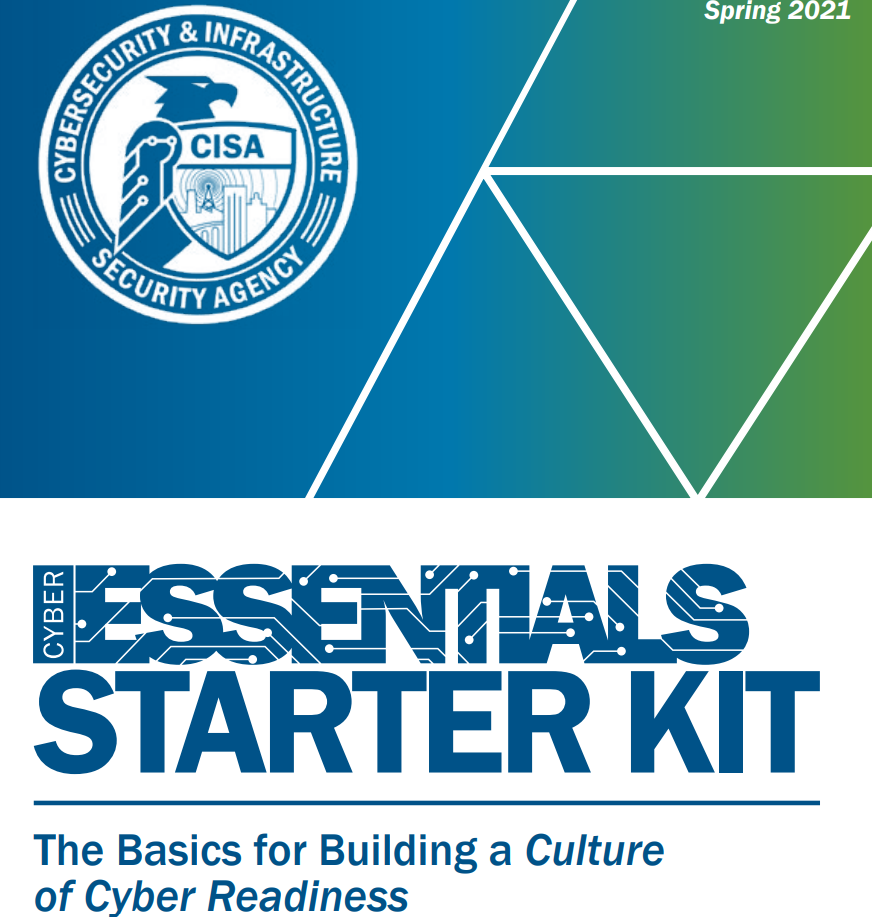 Spring 2021
CYBERSECURITY & INFRASTRUCTURE
CISA
SECURITY AGENCY
CYBER
ESSENTIALS
STARTER KIT
The Basics for Building a Culture
of Cyber Readiness